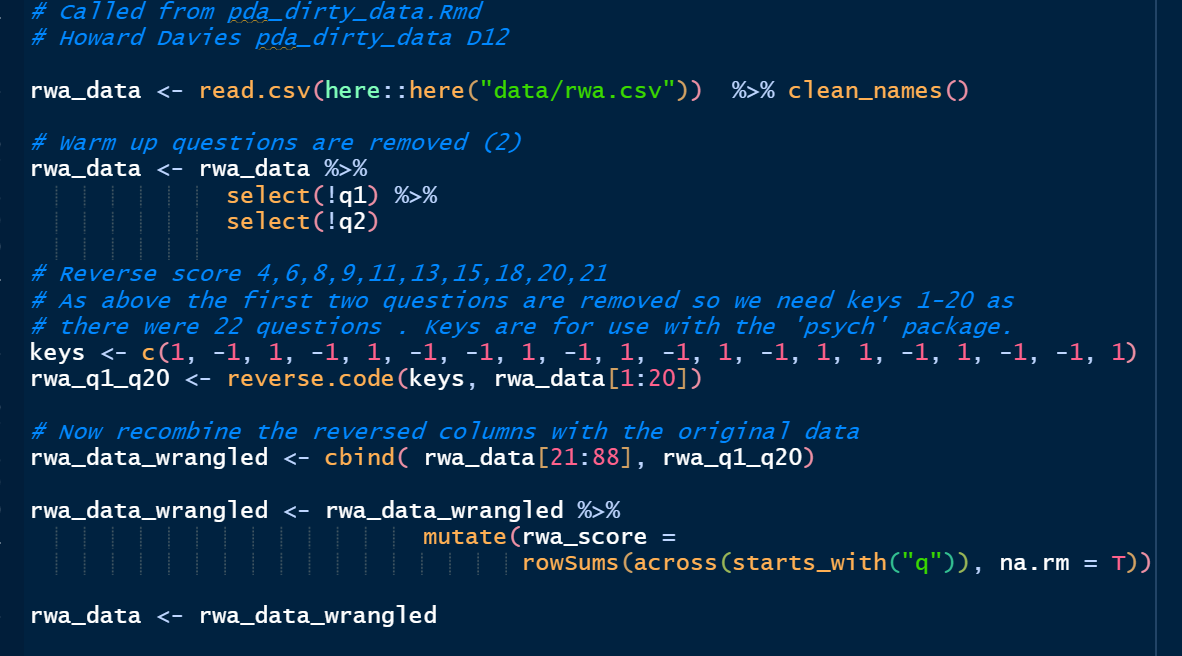 # Called from pda_dirty_data.Rmd
# Howard Davies pda_dirty_data D12
rwa_data <- read.csv(here::here("data/rwa.csv"))  %>% clean_names()
# Warm up questions are removed (2)
rwa_data <- rwa_data %>%
select(!q1) %>%
select(!q2)
# Reverse score 4,6,8,9,11,13,15,18,20,21
# As above the first two questions are removed so we need keys 1-20 as
# there were 22 questions . Keys are for use with the 'psych' package.
keys <- c(1, -1, 1, -1, 1, -1, -1, 1, -1, 1, -1, 1, -1, 1, 1, -1, 1, -1, -1, 1)
rwa_q1_q20 <- reverse.code(keys, rwa_data[1:20])
# Now recombine the reversed columns with the original data
rwa_data_wrangled <- cbind( rwa_data[21:88], rwa_q1_q20)
rwa_data_wrangled <- rwa_data_wrangled %>%
mutate(rwa_score =
rowSums(across(starts_with("q")), na.rm = T))
rwa_data <- rwa_data_wrangled